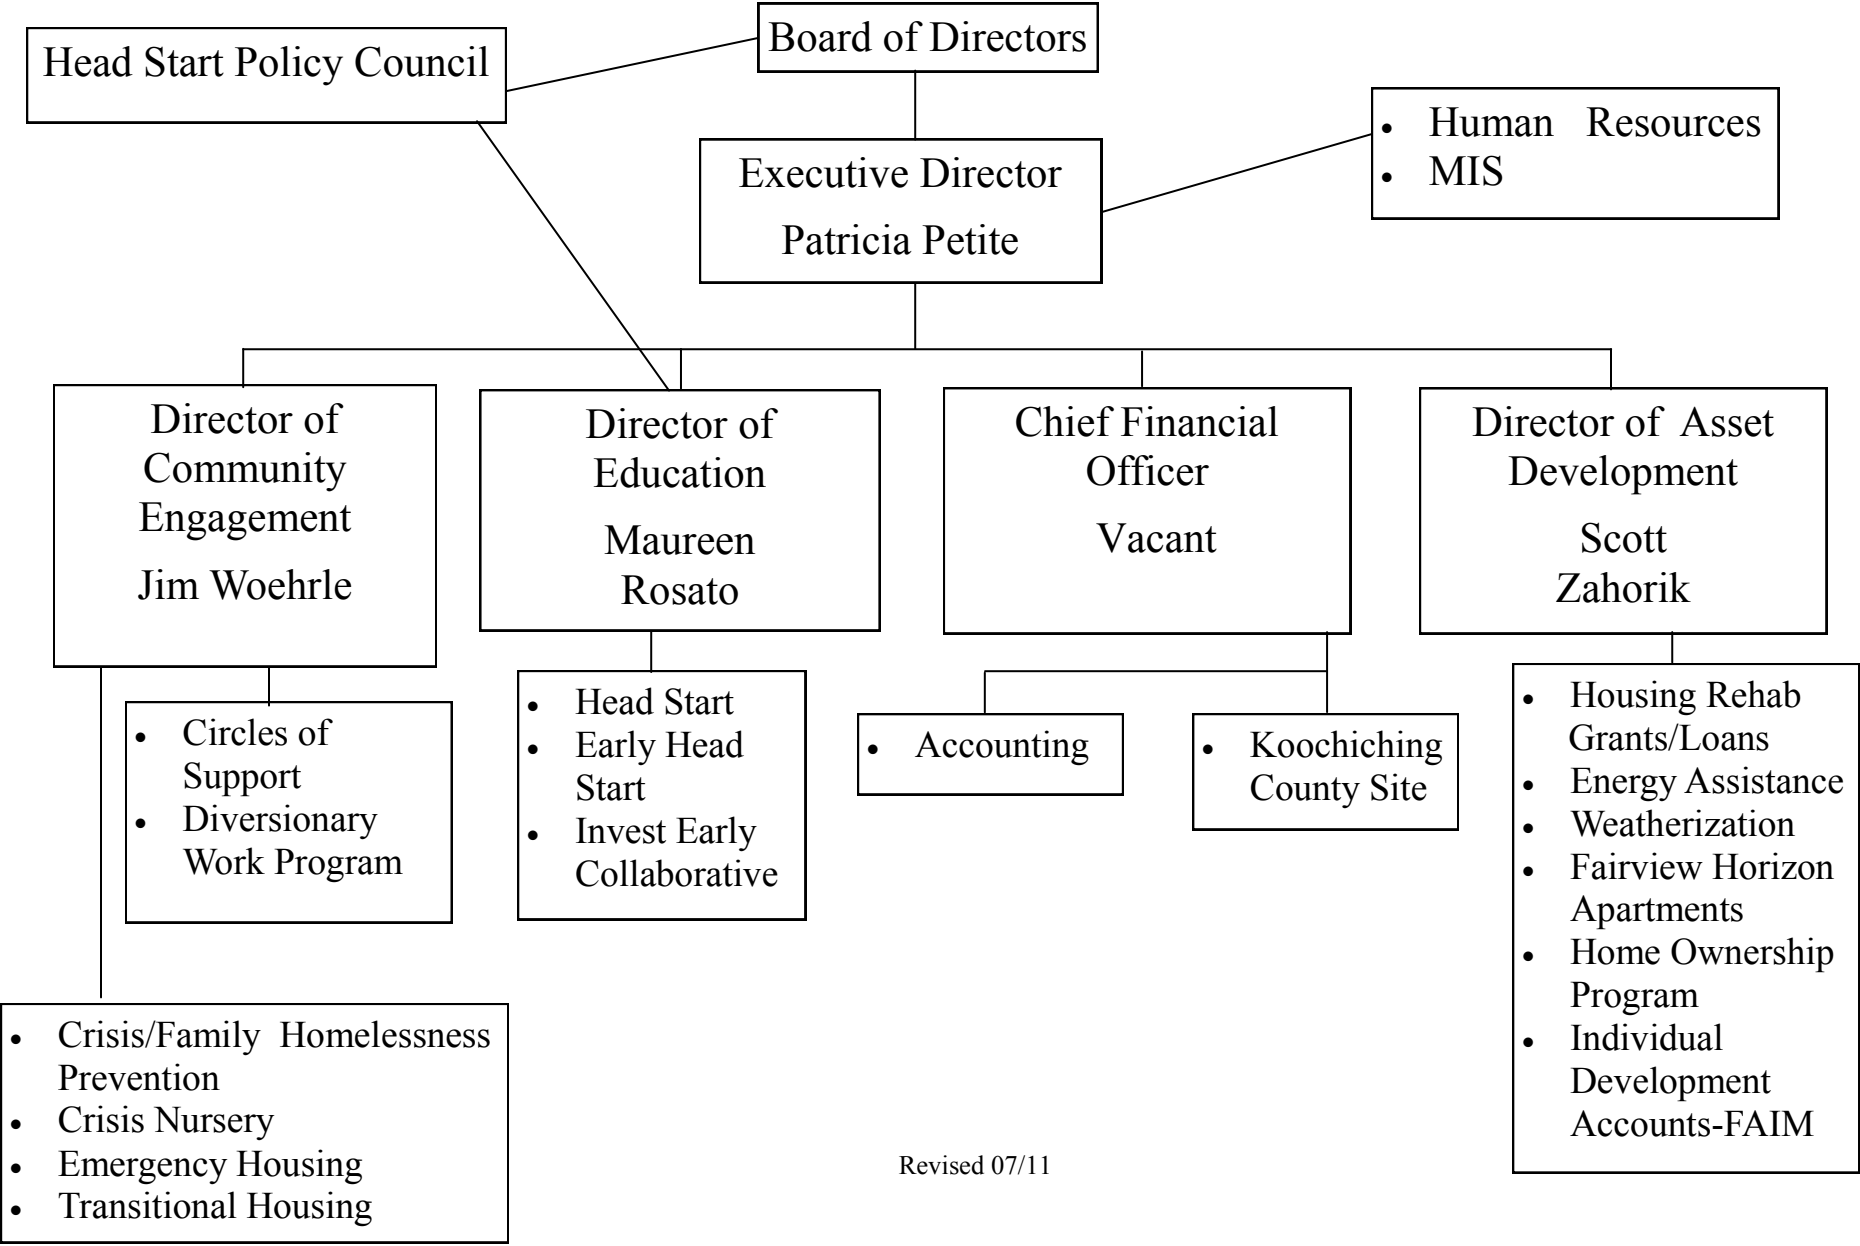 Head Start Policy Council
Board of Directors
• Human Resources
• MIS
Executive Director
Patricia Petite
Director of
Community
Engagement
Jim Woehrle
Director of
Education
Maureen
Rosato
Chief Financial
Officer
Vacant
Director of Asset
Development
Scott
Zahorik
• Circles of
Support
• Diversionary
Work Program
• Head Start
• Early Head
Start
• Invest Early
Collaborative
• Accounting
• Koochiching
County Site
• Housing Rehab
Grants/Loans
• Energy Assistance
• Weatherization
• Fairview Horizon
Apartments
• Home Ownership
Program
• Individual
Development
Accounts-FAIM
• Crisis/Family Homelessness
Prevention
• Crisis Nursery
• Emergency Housing
• Transitional Housing
Revised 07/11